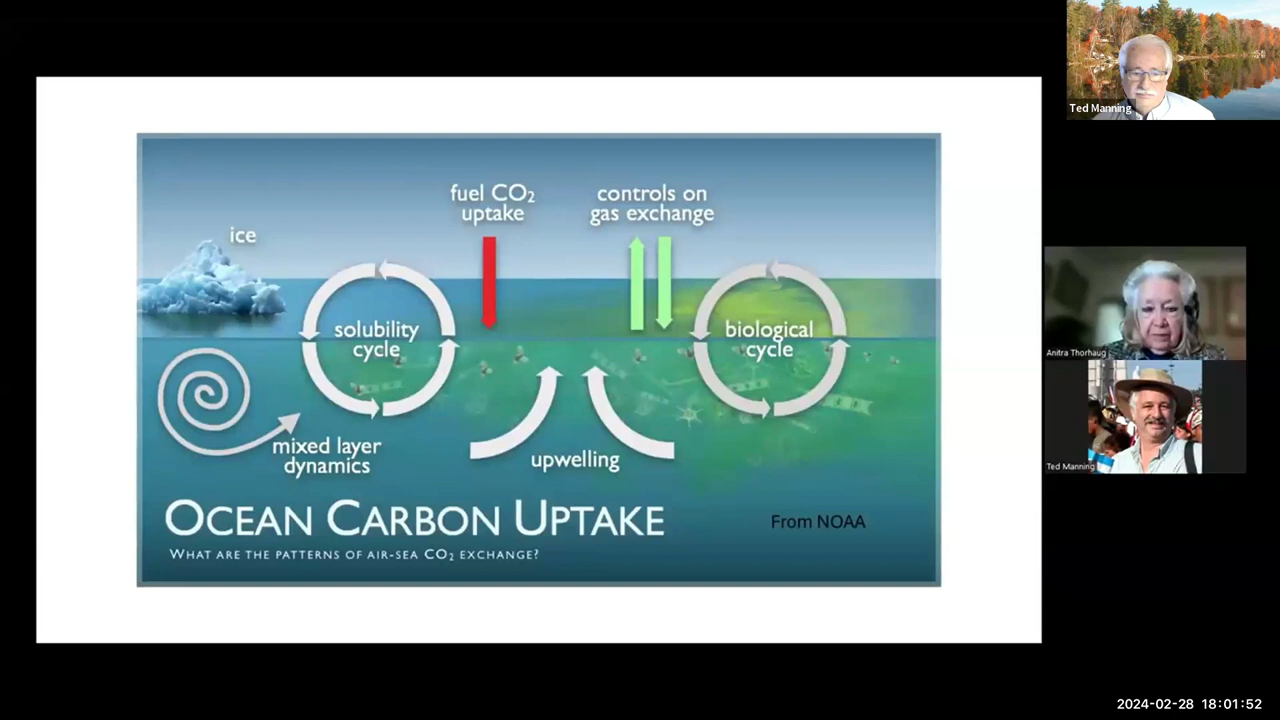 Ted Manning
fuel CO₂
uptake
controls on
gas exchange
ice
solubility
cycle
biological
cycle
mixed layer
dynamics
upwelling
OCEAN CARBON UPTAKE
From NOAA
WHAT ARE THE PATTERNS OF AIR-SEA CO₂ EXCHANGE?
Anitra Thorhaug
Ted Manning
2024-02-28 18:01:52